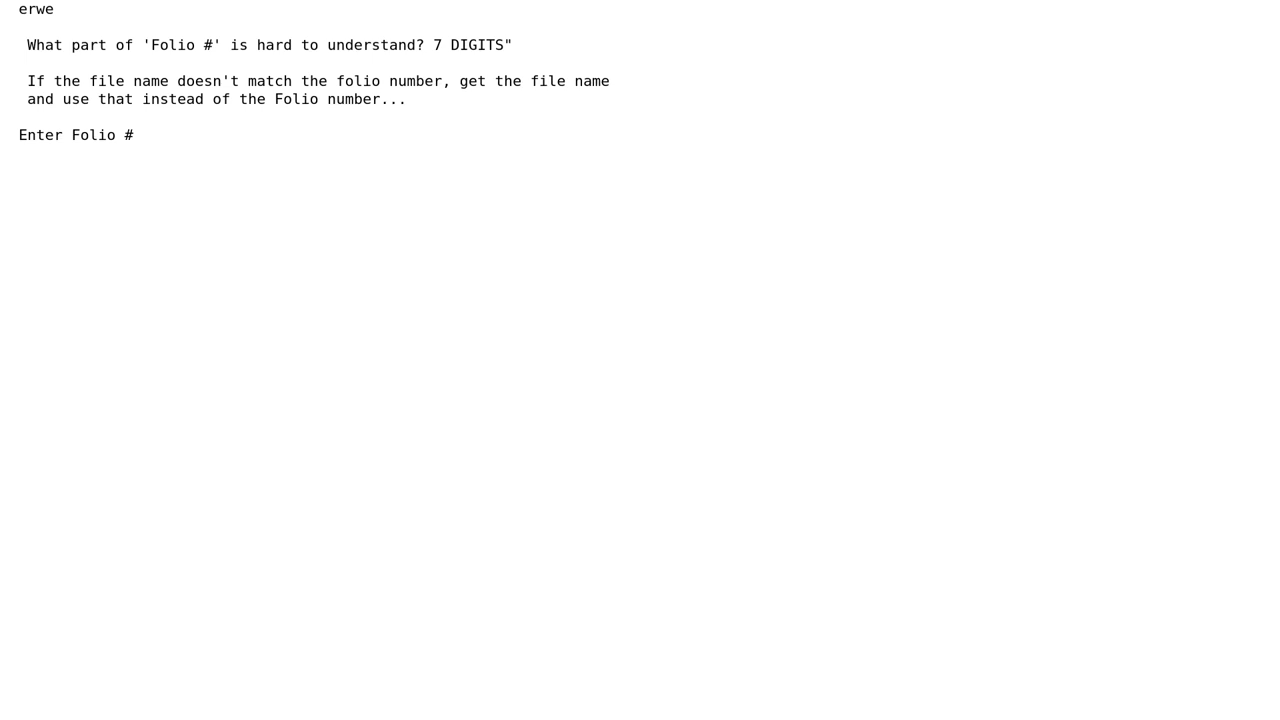 erwe
What part of 'Folio #' is hard to understand? 7 DIGITS"
If the file name doesn't match the folio number, get the file name
and use that instead of the Folio number...
Enter Folio #